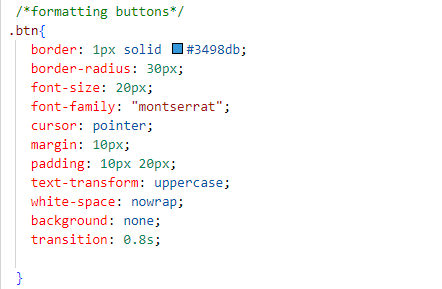 /*formatting buttons*/
.btn{
border: 1px solid #3498db;
border-radius: 30px;
font-size: 20px;
font-family: "montserrat";
cursor: pointer;
margin: 10px;
padding: 10px 20px;
text-transform: uppercase;
white-space: nowrap;
background: none;
transition: 0.8s;
}